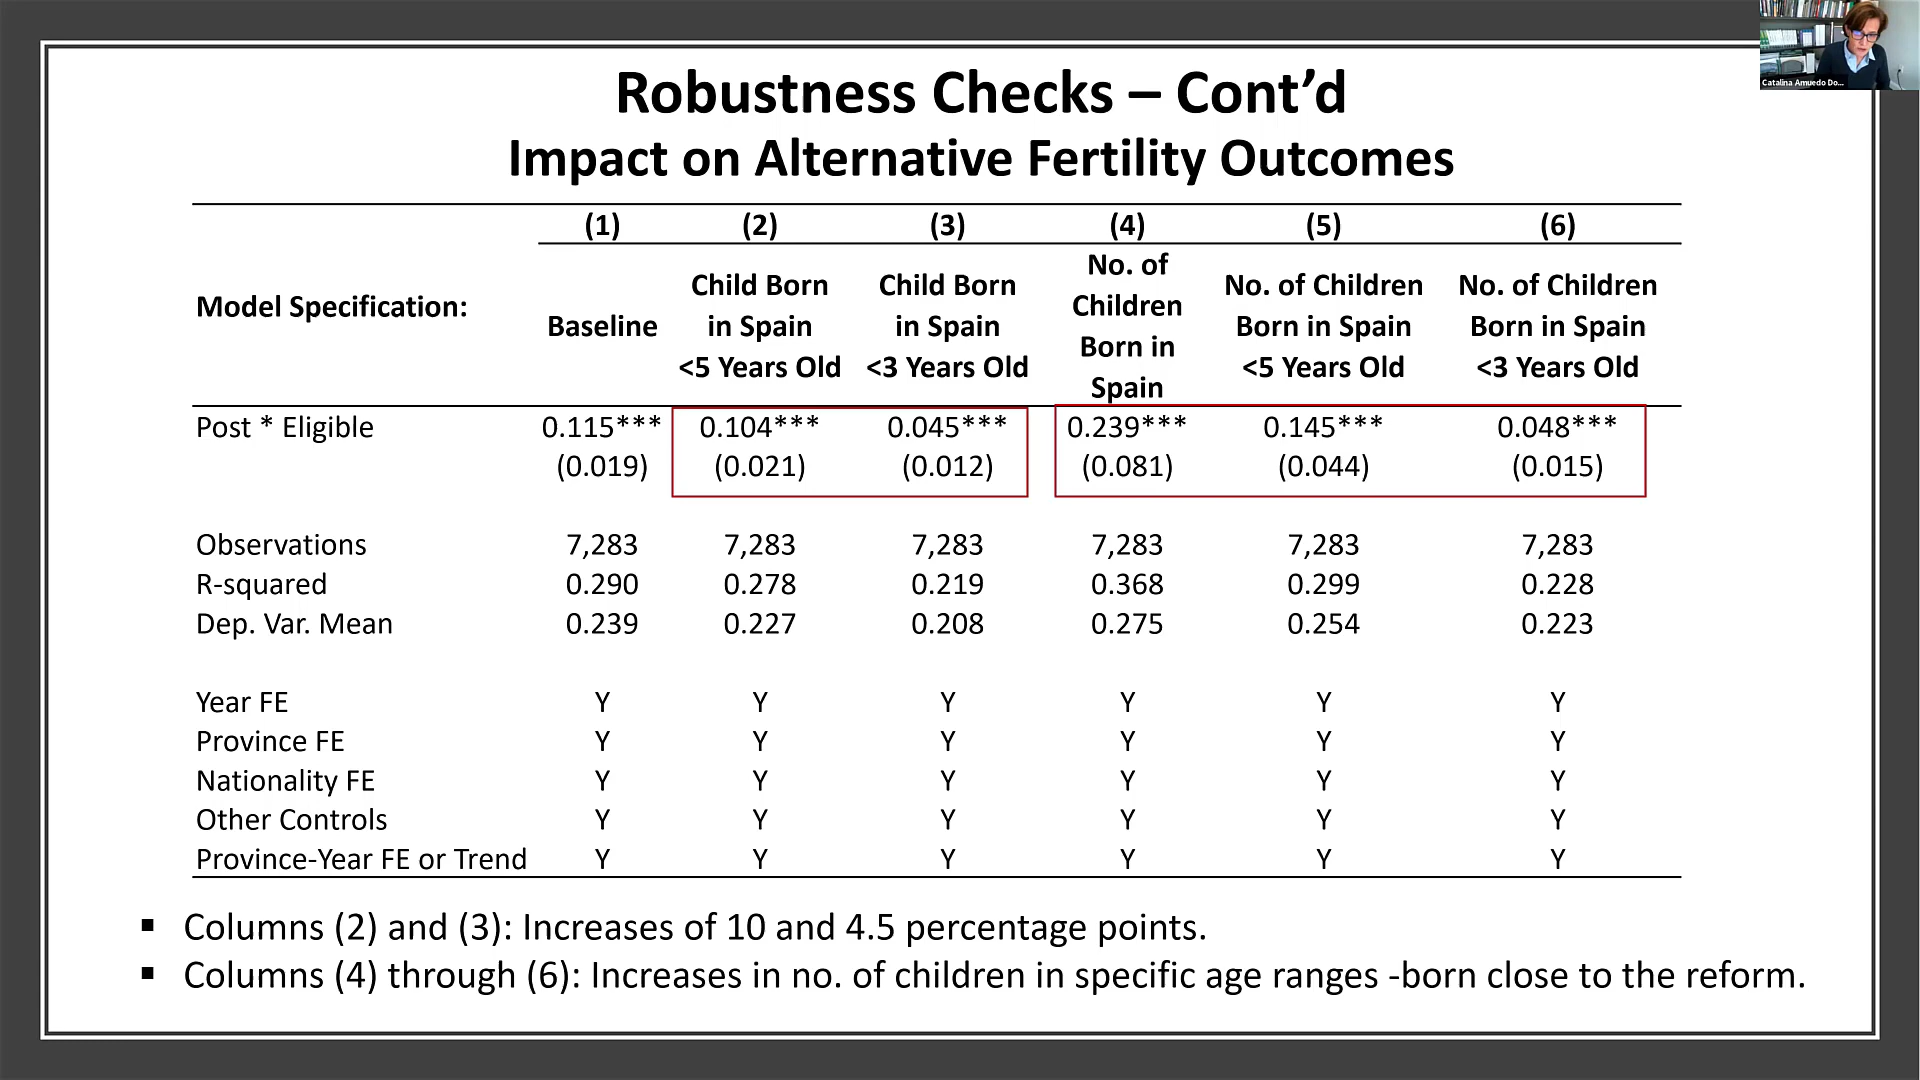 Catalina Amuedo Do...
Robustness Checks – Cont’d
Impact on Alternative Fertility Outcomes
(1) (2) (3) (4) (5) (6)
Model Specification:
Baseline
Child Born
in Spain
<5 Years Old
Child Born
in Spain
<3 Years Old
No. of
Children
Born in
Spain
No. of Children
Born in Spain
<5 Years Old
No. of Children
Born in Spain
<3 Years Old
Post * Eligible 0.115*** 0.104*** 0.045*** 0.239*** 0.145*** 0.048***
(0.019) (0.021) (0.012) (0.081) (0.044) (0.015)
Observations 7,283 7,283 7,283 7,283 7,283 7,283
R-squared 0.290 0.278 0.219 0.368 0.299 0.228
Dep. Var. Mean 0.239 0.227 0.208 0.275 0.254 0.223
Year FE Y Y Y Y Y Y
Province FE Y Y Y Y Y Y
Nationality FE Y Y Y Y Y Y
Other Controls Y Y Y Y Y Y
Province-Year FE or Trend Y Y Y Y Y Y
▪ Columns (2) and (3): Increases of 10 and 4.5 percentage points.
▪ Columns (4) through (6): Increases in no. of children in specific age ranges -born close to the reform.